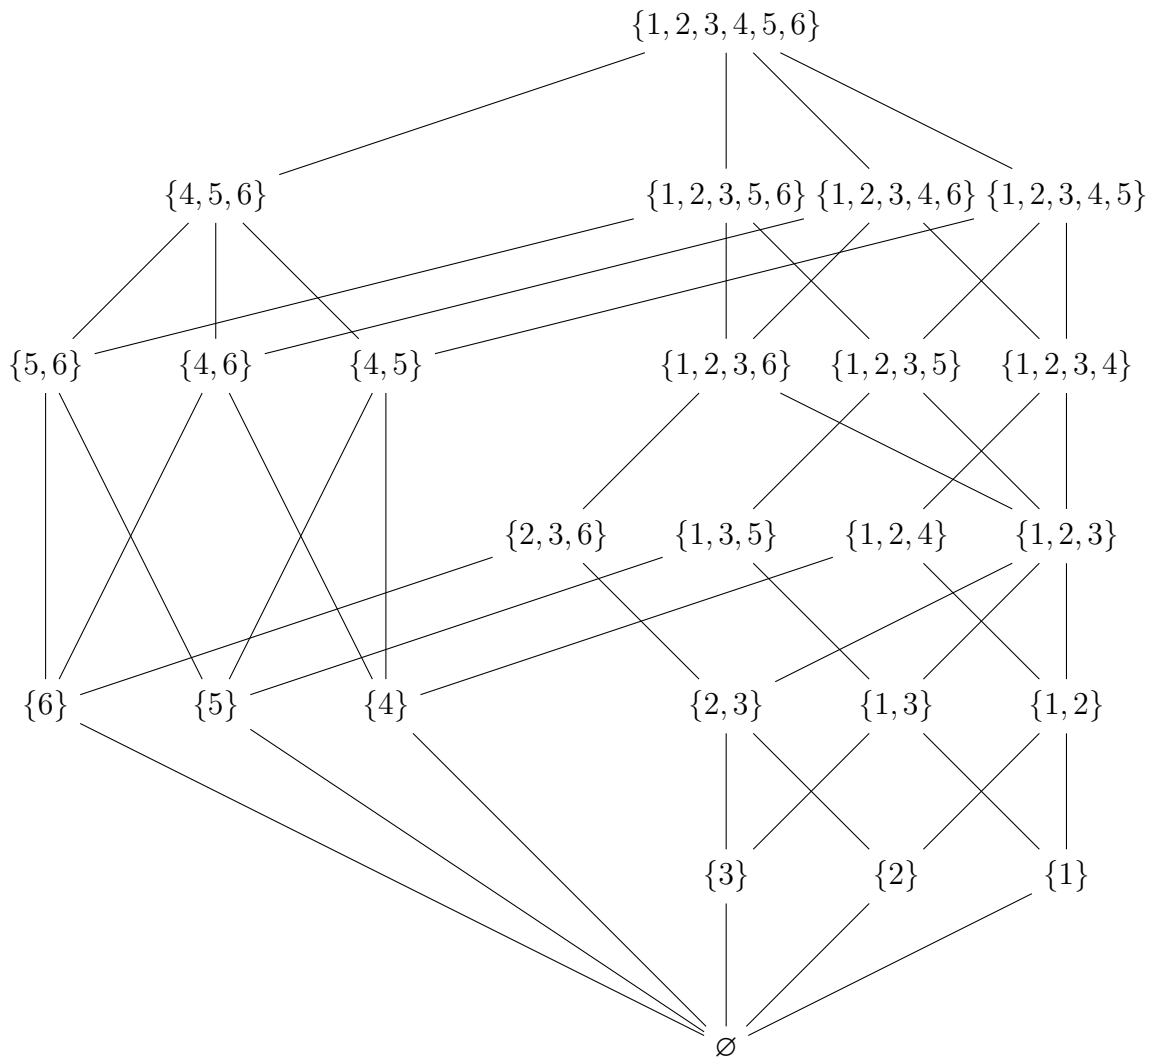 {1, 2, 3, 4, 5, 6}
{4, 5, 6} {1, 2, 3, 5, 6} {1, 2, 3, 4, 6} {1, 2, 3, 4, 5}
{5, 6} {4, 6} {4, 5} {1, 2, 3, 6} {1, 2, 3, 5} {1, 2, 3, 4}
{2, 3, 6} {1, 3, 5} {1, 2, 4} {1, 2, 3}
{6} {5} {4} {2, 3} {1, 3} {1, 2}
{3} {2} {1}
∅